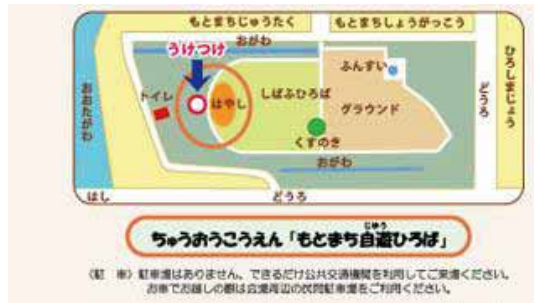 もとまちじゅうたく
もとまちしょうがっこう
おがわ
うけつけ
ふんすい
ひろしまじょう
おおたがわ
トイレ
はやし
しばふひろば
グラウンド
どうろ
くすのき
おがわ
はし
どうろ
じゆう
ちゅうおうこうえん「もとまち自遊ひろば」
〈駐 車〉駐車場はありません。できるだけ公共交通機関を利用してご来場ください。
お車でお越しの際は会場周辺の民間駐車場をご利用ください。